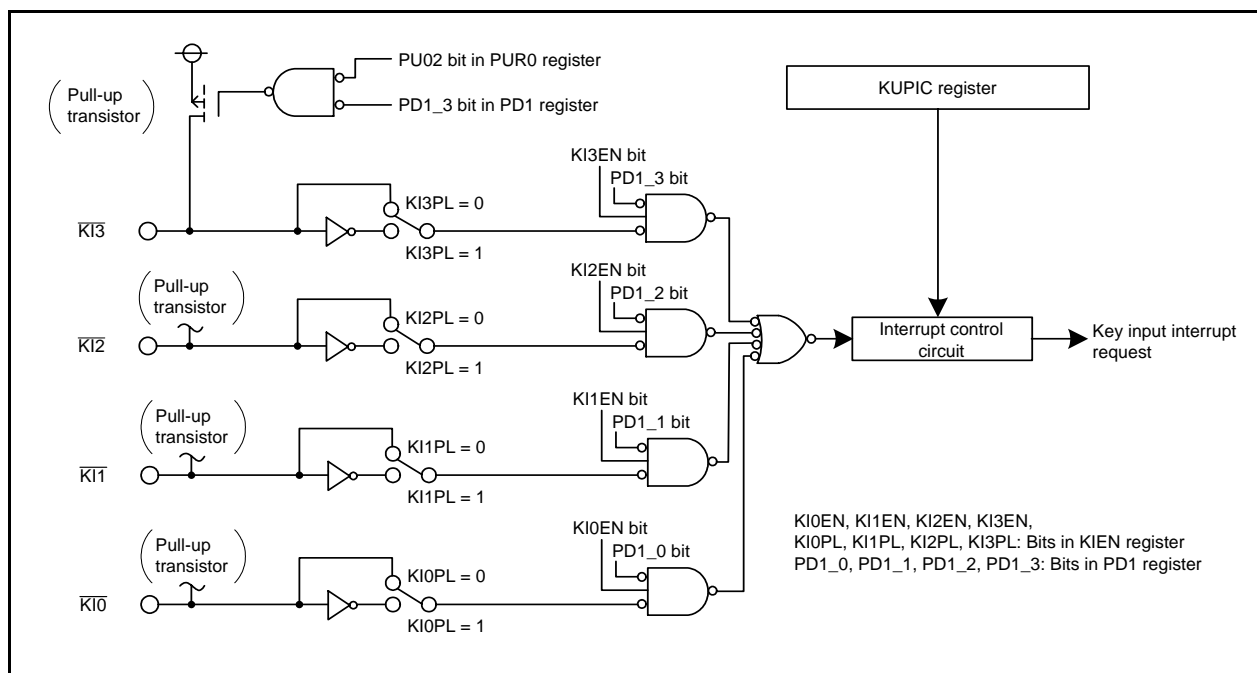 PU02 bit in PUR0 register
Pull-up
transistor
PD1_3 bit in PD1 register
KUPIC register
KI3EN bit
PD1_3 bit
KI3PL = 0
KI3
KI3PL = 1
Pull-up
transistor
KI2EN bit
PD1_2 bit
KI2PL = 0
KI2
KI2PL = 1
Interrupt control
circuit
Key input interrupt
request
Pull-up
transistor
KI1EN bit
PD1_1 bit
KI1PL = 0
KI1
KI1PL = 1
Pull-up
transistor
KI0EN bit
PD1_0 bit
KI0PL = 0
KI0
KI0PL = 1
KI0EN, KI1EN, KI2EN, KI3EN,
KI0PL, KI1PL, KI2PL, KI3PL: Bits in KIEN register
PD1_0, PD1_1, PD1_2, PD1_3: Bits in PD1 register